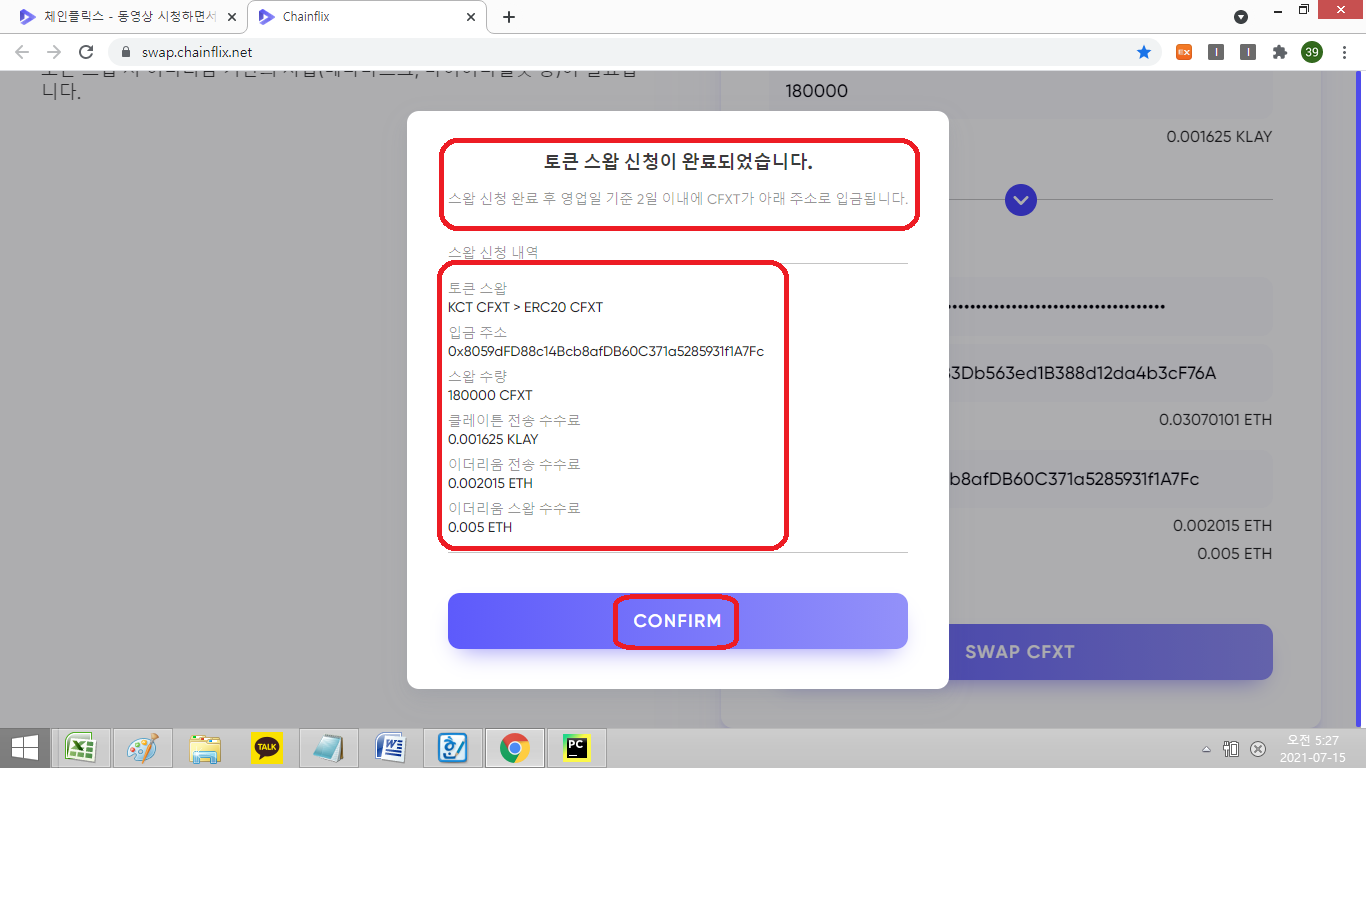 체인플릭스 - 동영상 시청하면서
Chainflix
swap.chainflix.net
39
니다.
180000
0.001625 KLAY
토큰 스왑 신청이 완료되었습니다.
스왑 신청 완료 후 영업일 기준 2일 이내에 CFXT가 아래 주소로 입금됩니다.
스왑 신청 내역
토큰 스왑
KCT CFXT > ERC20 CFXT
입금 주소
0x8059dFD88c14Bcb8afDB60C371a5285931f1A7Fc
스왑 수량
180000 CFXT
클레이튼 전송 수수료
0.001625 KLAY
이더리움 전송 수수료
0.002015 ETH
이더리움 스왑 수수료
0.005 ETH
CONFIRM
3Db563ed1B388d12da4b3cF76A
0.03070101 ETH
b8afDB60C371a5285931f1A7Fc
0.002015 ETH
0.005 ETH
SWAP CFXT
TALK
PC
오전 5:27
2021-07-15